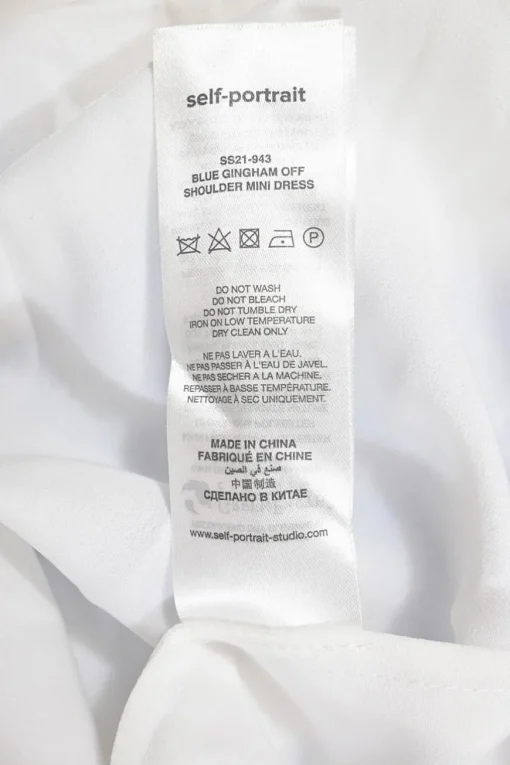 self-portrait
SS21-943
BLUE GINGHAM OFF
SHOULDER MINI DRESS
P
DO NOT WASH
DO NOT BLEACH
DO NOT TUMBLE DRY
IRON ON LOW TEMPERATURE
DRY CLEAN ONLY
NE PAS LAVER A L'EAU.
NE PAS PASSER À L'EAU DE JAVEL.
NE PAS SECHER A LA MACHINE.
REPASSER À BASSE TEMPÉRATURE.
NETTOYAGE À SEC UNIQUEMENT.
MADE IN CHINA
FABRIQUÉ EN CHINE
صنع في الصين
中国制造
СДЕЛАНО В КИТАЕ
www.self-portrait-studio.com